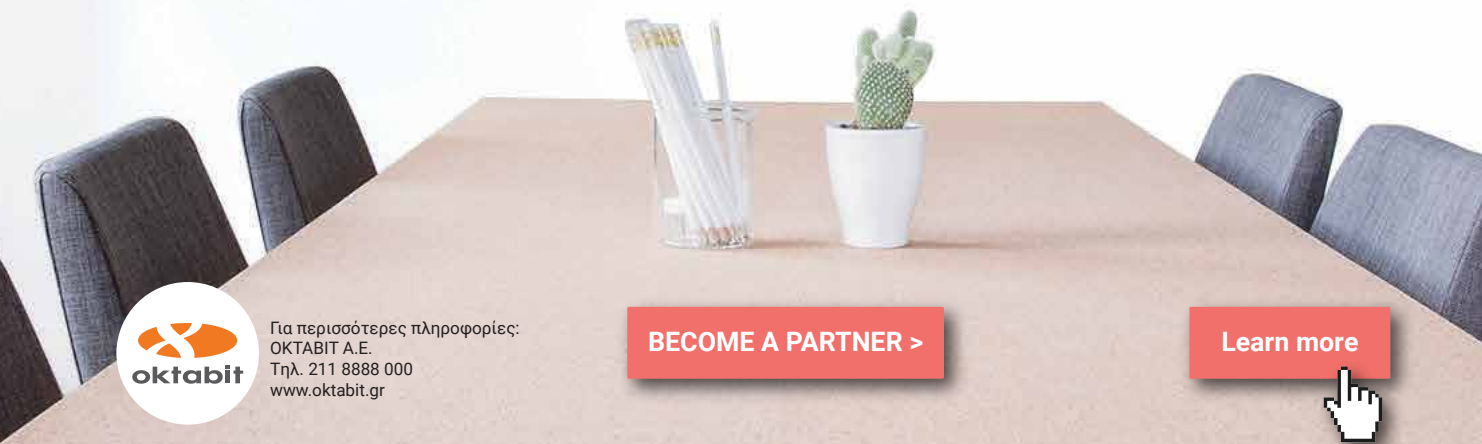 oktabit
Για περισσότερες πληροφορίες:
OKTABIT A.E.
Τηλ. 211 8888 000
www.oktabit.gr
BECOME A PARTNER >
Learn more